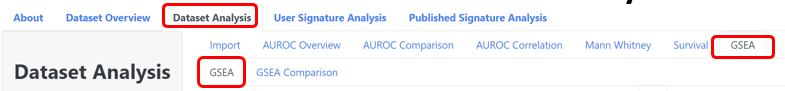 About Dataset Overview Dataset Analysis User Signature Analysis Published Signature Analysis
Import AUROC Overview AUROC Comparison AUROC Correlation Mann Whitney Survival GSEA
Dataset Analysis GSEA GSEA Comparison